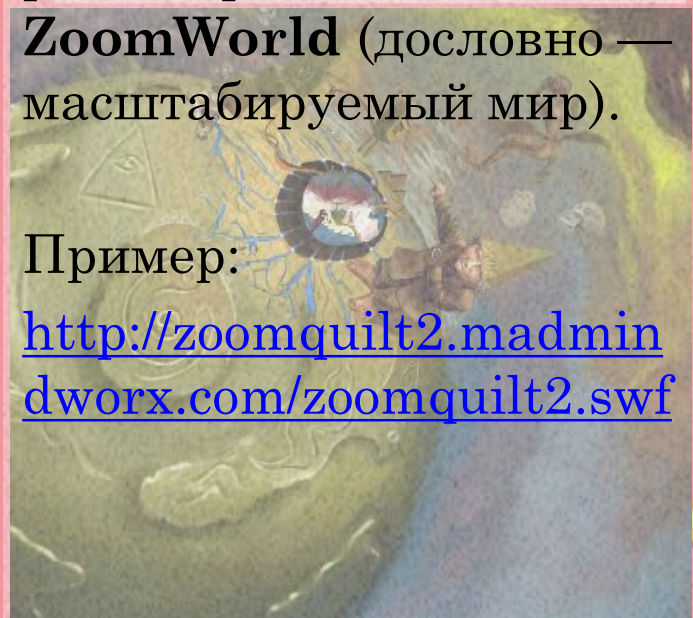 ZoomWorld (дословно —
масштабируемый мир).
Пример:
http://zoomquilt2.madmin
dworx.com/zoomquilt2.swf